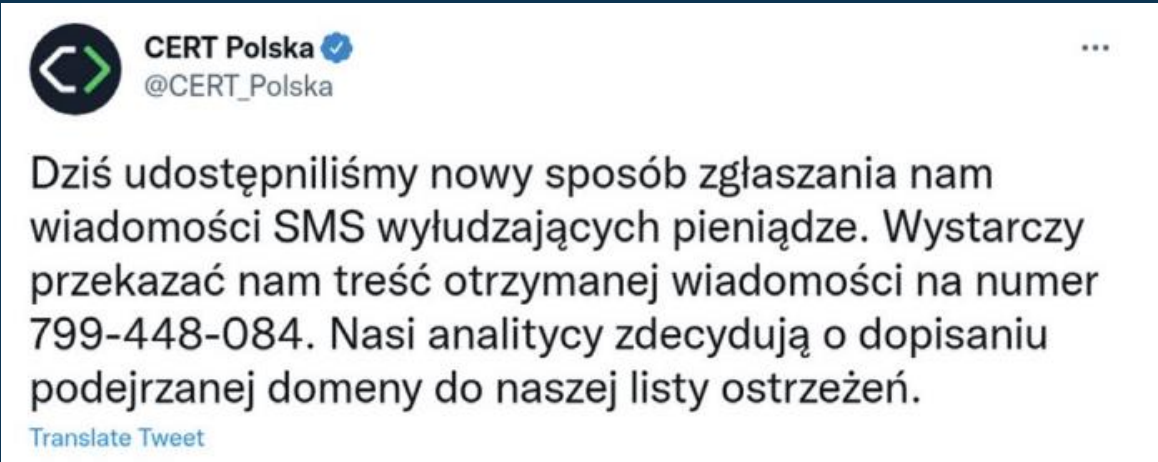 CERT Polska
@CERT_Polska
Dziś udostępniliśmy nowy sposób zgłaszania nam
wiadomości SMS wyłudzających pieniądze. Wystarczy
przekazać nam treść otrzymanej wiadomości na numer
799-448-084. Nasi analitycy zdecydują o dopisaniu
podejrzanej domeny do naszej listy ostrzeżeń.
Translate Tweet